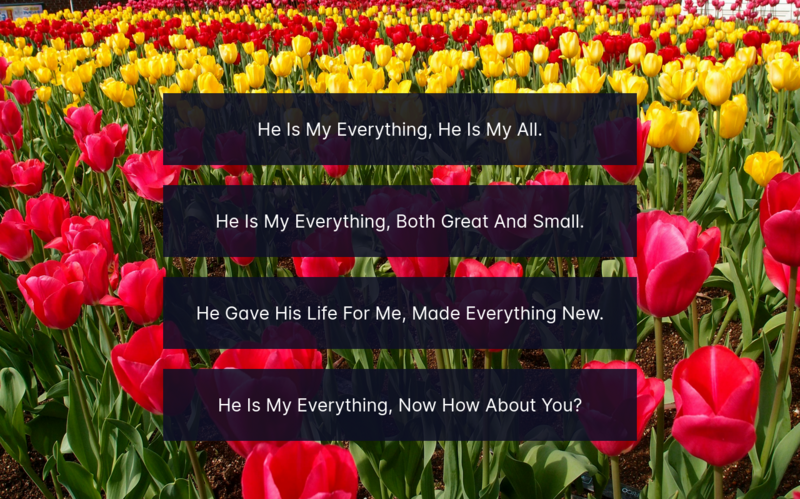 He Is My Everything, He Is My All.
He Is My Everything, Both Great And Small.
He Gave His Life For Me, Made Everything New.
He Is My Everything, Now How About You?